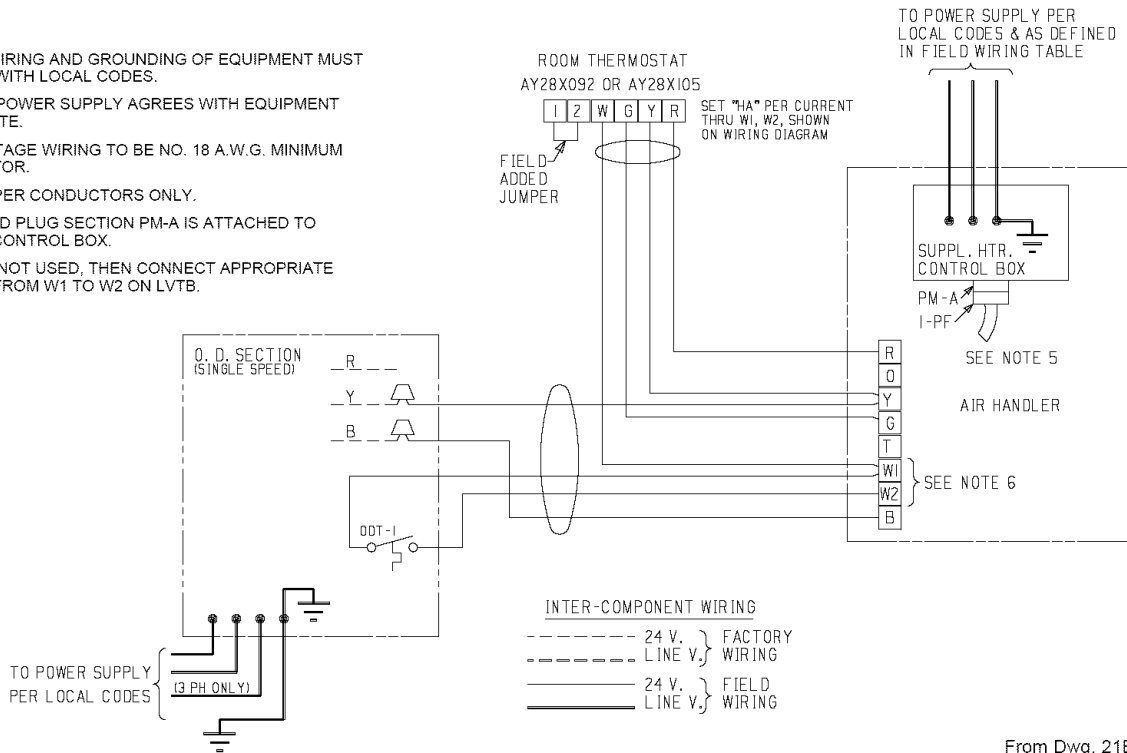 IRING AND GROUNDING OF EQUIPMENT MUST
WITH LOCAL CODES.
POWER SUPPLY AGREES WITH EQUIPMENT
TE.
TAGE WIRING TO BE NO. 18 A.W.G. MINIMUM
TOR.
PER CONDUCTORS ONLY.
D PLUG SECTION PM-A IS ATTACHED TO
CONTROL BOX.
NOT USED, THEN CONNECT APPROPRIATE
FROM W1 TO W2 ON LVTB.
ROOM THERMOSTAT
AY28X092 OR AY28X105
1 2 W G Y R
SET "HA" PER CURRENT
THRU W1, W2, SHOWN
ON WIRING DIAGRAM
FIELD
ADDED
JUMPER
TO POWER SUPPLY PER
LOCAL CODES & AS DEFINED
IN FIELD WIRING TABLE
SUPPL. HTR.
CONTROL BOX
PM-A
1-PF
SEE NOTE 5
AIR HANDLER
R
O
Y
G
T
W1
W2
B
SEE NOTE 6
O. D. SECTION
(SINGLE SPEED)
R
Y
B
ODT-1
TO POWER SUPPLY
PER LOCAL CODES
(3 PH ONLY)
INTER-COMPONENT WIRING
24 V.
LINE V.
FACTORY
WIRING
24 V.
LINE V.
FIELD
WIRING
From Dwg. 21B